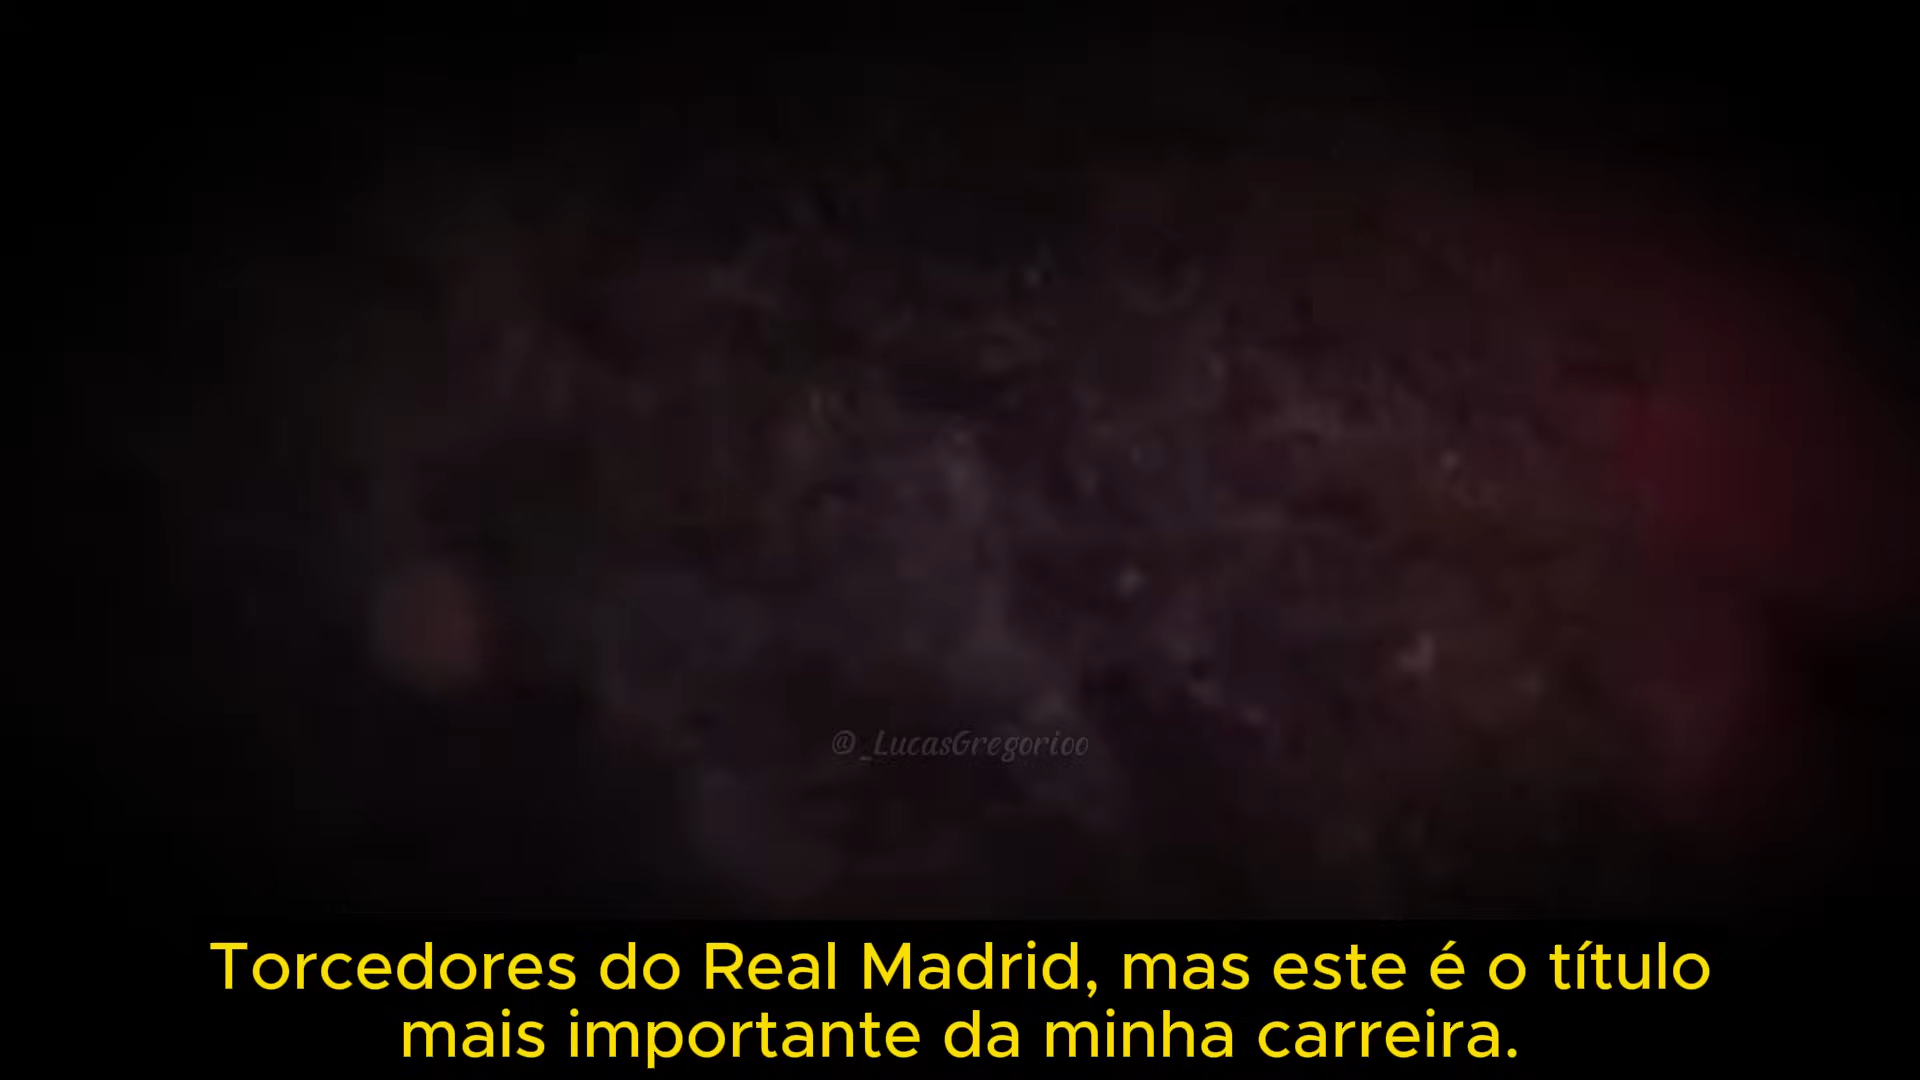 @_LucasGregorioo
Torcedores do Real Madrid, mas este é o título
mais importante da minha carreira.